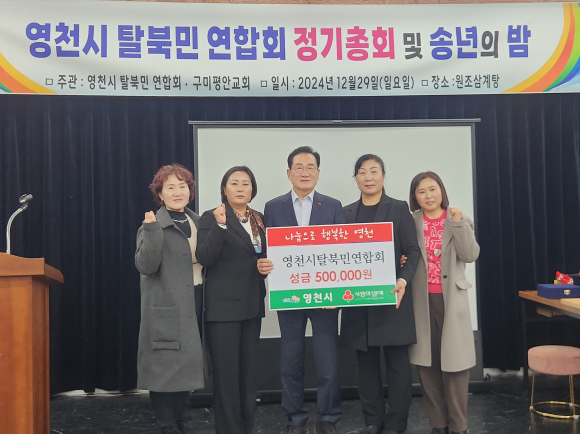 영천시 탈북민 연합회 정기총회 및 송년의 밤
□ 주관 : 영천시 탈북민 연합회 · 구미평안교회 □ 일시 : 2024년 12월29일(일요일) □ 장소 : 원조삼계탕
나눔으로 행복한 영천
영천시탈북민연합회
성금 500,000원
영천시 사랑의열매